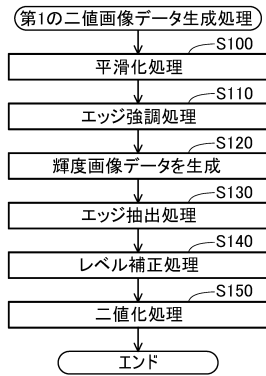 第1の二値画像データ生成処理
S100
平滑化処理
S110
エッジ強調処理
S120
輝度画像データを生成
S130
エッジ抽出処理
S140
レベル補正処理
S150
二値化処理
エンド